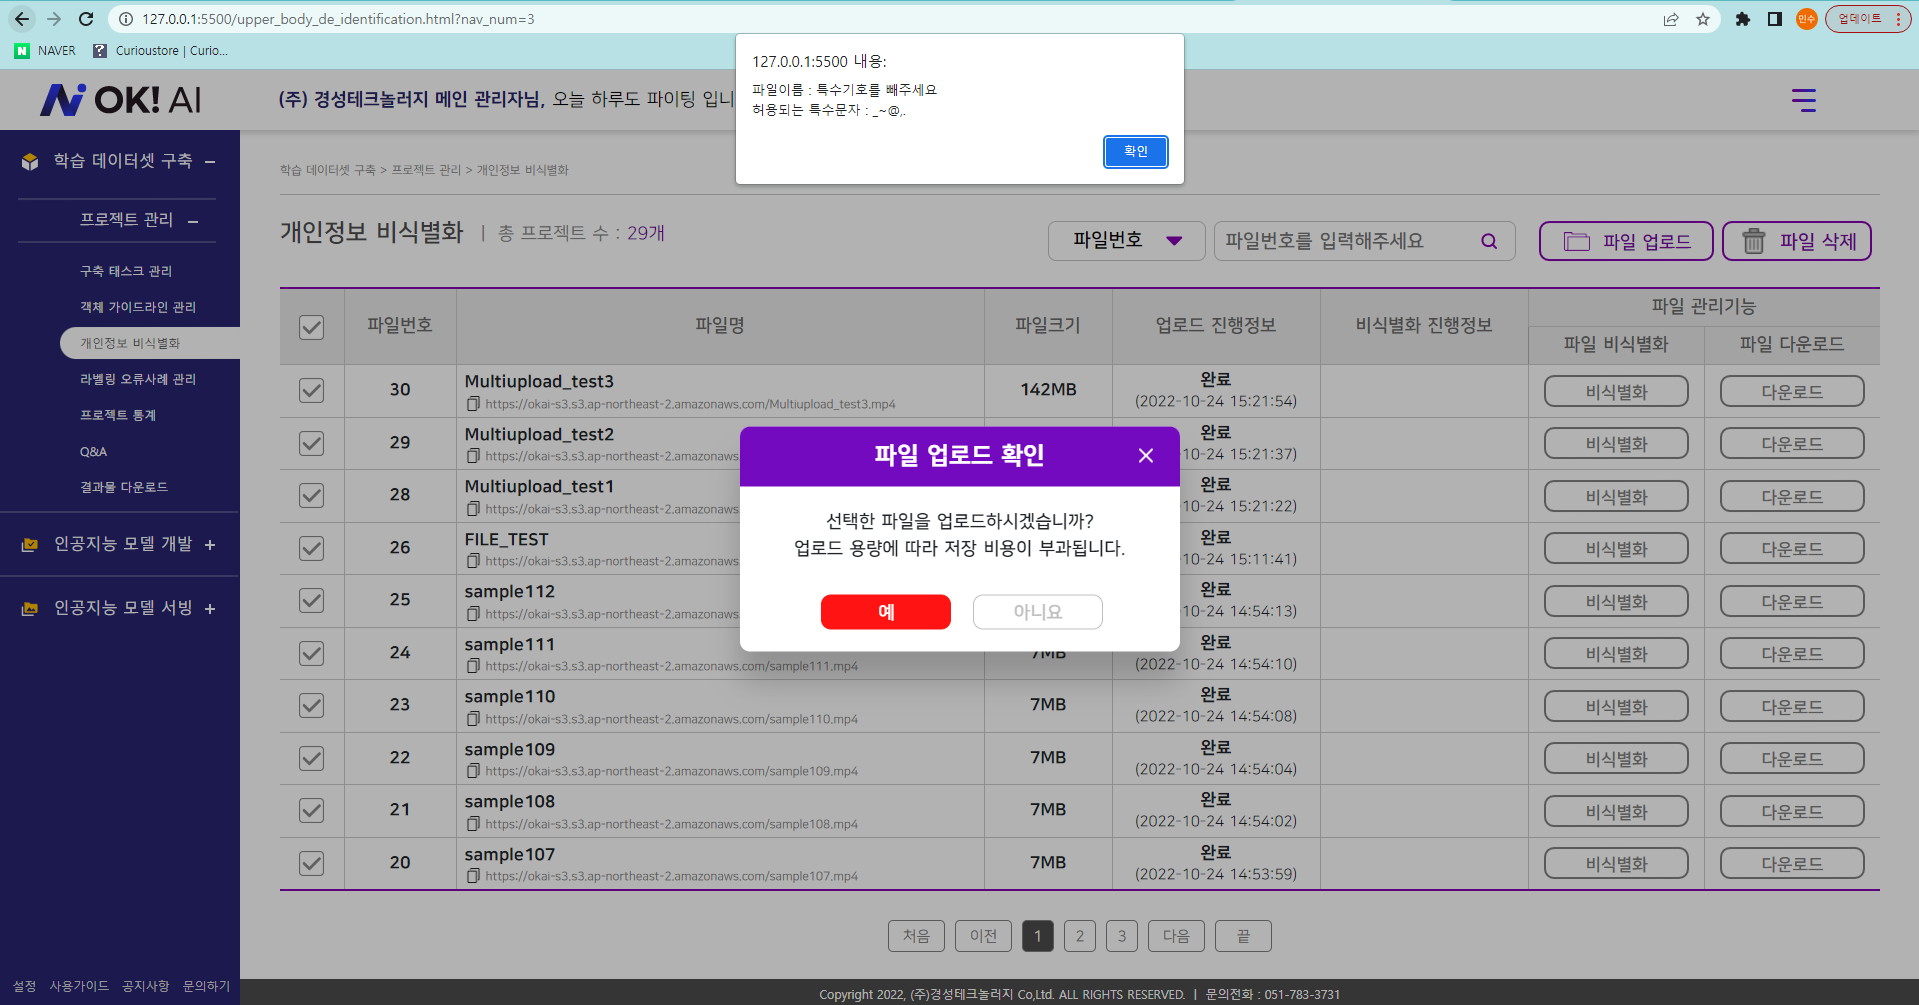 127.0.0.1:5500/upper_body_de_identification.html?nav_num=3
인수
업데이트
N NAVER
Curioustore | Curio...
127.0.0.1:5500 내용:
파일이름 : 특수기호를 빼주세요
허용되는 특수문자 : _~@,.
확인
OK! AI
(주) 경성테크놀러지 메인 관리자님, 오늘 하루도 파이팅 입니
학습 데이터셋 구축
프로젝트 관리
구축 태스크 관리
객체 가이드라인 관리
개인정보 비식별화
라벨링 오류사례 관리
프로젝트 통계
Q&A
결과물 다운로드
인공지능 모델 개발
인공지능 모델 서빙
설정 사용가이드 공지사항 문의하기
학습 데이터셋 구축 > 프로젝트 관리 > 개인정보 비식별화
개인정보 비식별화 | 총 프로젝트 수 : 29개
파일번호
파일번호를 입력해주세요
파일 업로드
파일 삭제
파일번호 파일명 파일크기 업로드 진행정보 비식별화 진행정보 파일 관리기능
파일 비식별화 파일 다운로드
30 Multiupload_test3 142MB 완료 비식별화 다운로드
https://okai-s3.s3.ap-northeast-2.amazonaws.com/Multiupload_test3.mp4 (2022-10-24 15:21:54)
29 Multiupload_test2 완료 비식별화 다운로드
https://okai-s3.s3.ap-northeast-2.amazonaws. -10-24 15:21:37)
28 Multiupload_test1 완료 비식별화 다운로드
https://okai-s3.s3.ap-northeast-2.amazonaws. -10-24 15:21:22)
26 FILE_TEST 완료 비식별화 다운로드
https://okai-s3.s3.ap-northeast-2.amazonaws. -10-24 15:11:41)
25 sample112 완료 비식별화 다운로드
https://okai-s3.s3.ap-northeast-2.amazonaws. -10-24 14:54:13)
24 sample111 7MB 완료 비식별화 다운로드
https://okai-s3.s3.ap-northeast-2.amazonaws.com/sample111.mp4 (2022-10-24 14:54:10)
23 sample110 7MB 완료 비식별화 다운로드
https://okai-s3.s3.ap-northeast-2.amazonaws.com/sample110.mp4 (2022-10-24 14:54:08)
22 sample109 7MB 완료 비식별화 다운로드
https://okai-s3.s3.ap-northeast-2.amazonaws.com/sample109.mp4 (2022-10-24 14:54:04)
21 sample108 7MB 완료 비식별화 다운로드
https://okai-s3.s3.ap-northeast-2.amazonaws.com/sample108.mp4 (2022-10-24 14:54:02)
20 sample107 7MB 완료 비식별화 다운로드
https://okai-s3.s3.ap-northeast-2.amazonaws.com/sample107.mp4 (2022-10-24 14:53:59)
파일 업로드 확인
선택한 파일을 업로드하시겠습니까?
업로드 용량에 따라 저장 비용이 부과됩니다.
예 아니요
처음 이전 1 2 3 다음 끝
Copyright 2022, (주)경성테크놀러지 Co,Ltd. ALL RIGHTS RESERVED. | 문의전화 : 051-783-3731